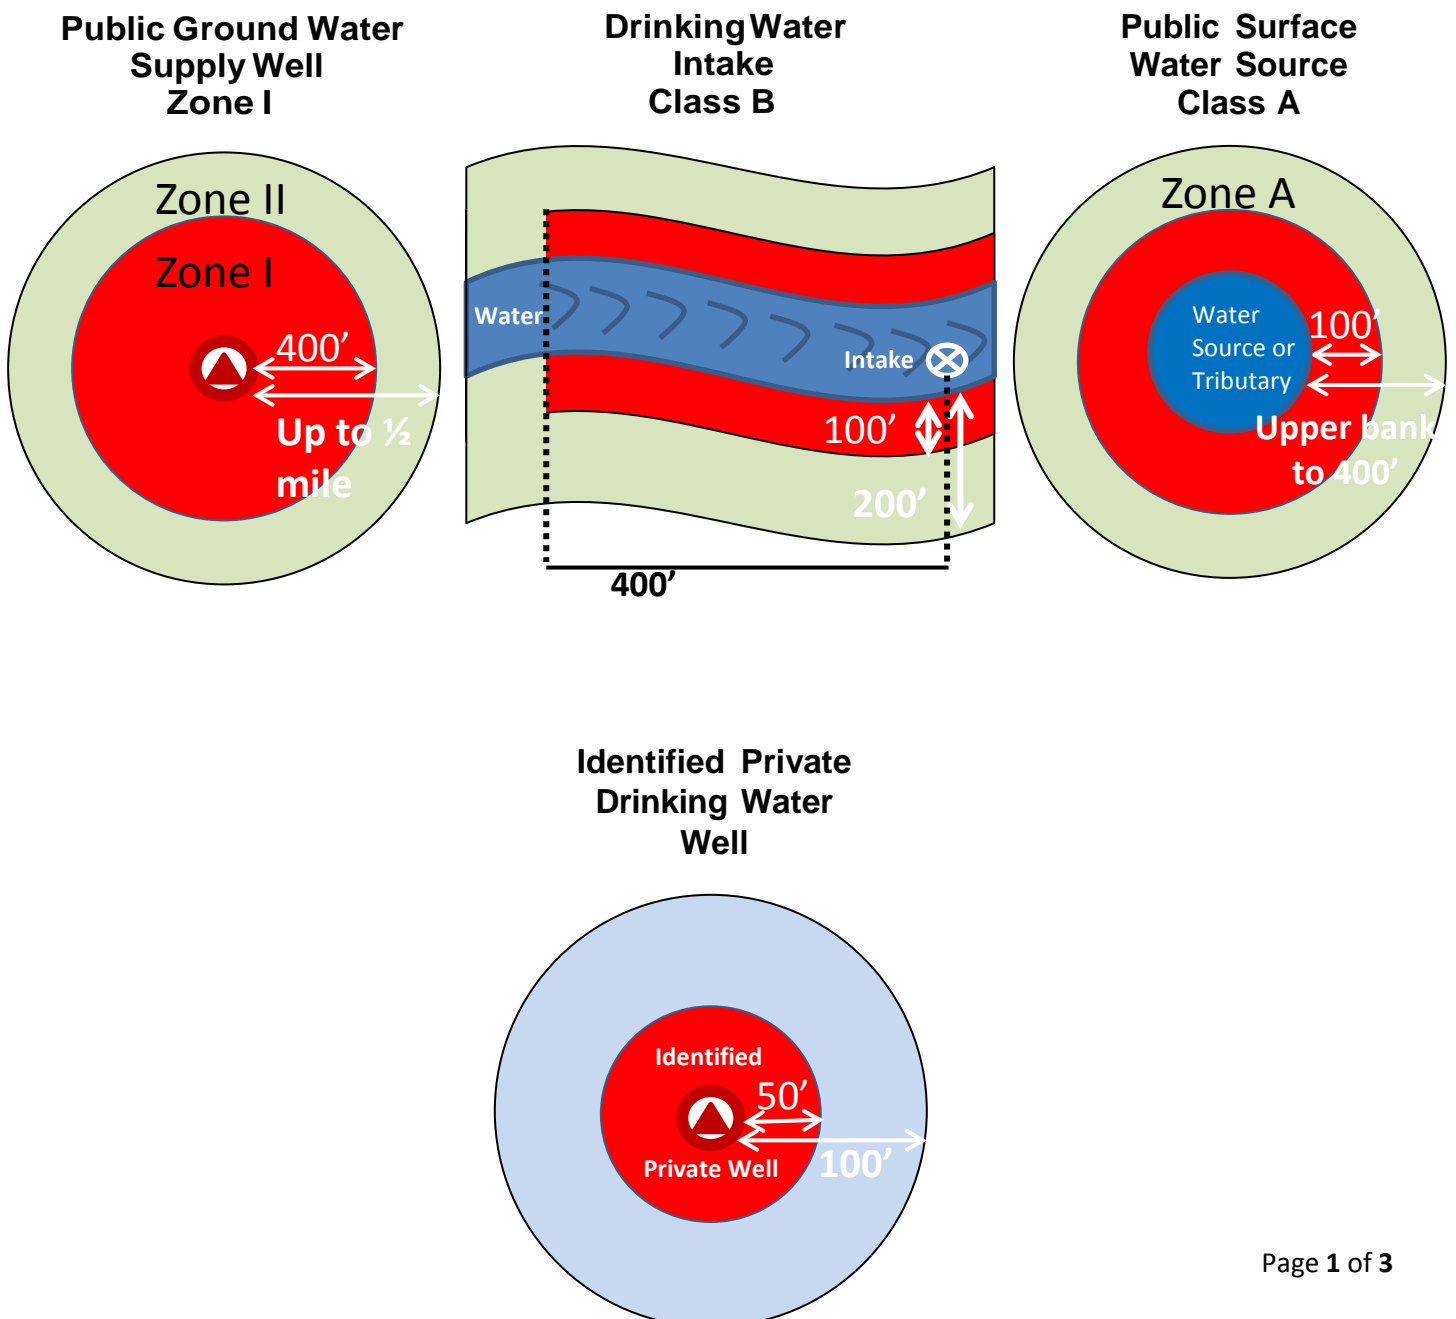 Public Ground Water
Supply Well
Zone I
Zone II
Zone I
400’
Up to ½
mile
Drinking Water
Intake
Class B
Water
Intake
100’
200’
400’
Public Surface
Water Source
Class A
Zone A
Water
Source or
Tributary
100’
Upper bank
to 400’
Identified Private
Drinking Water
Well
Identified
50’
100’
Private Well
Page 1 of 3